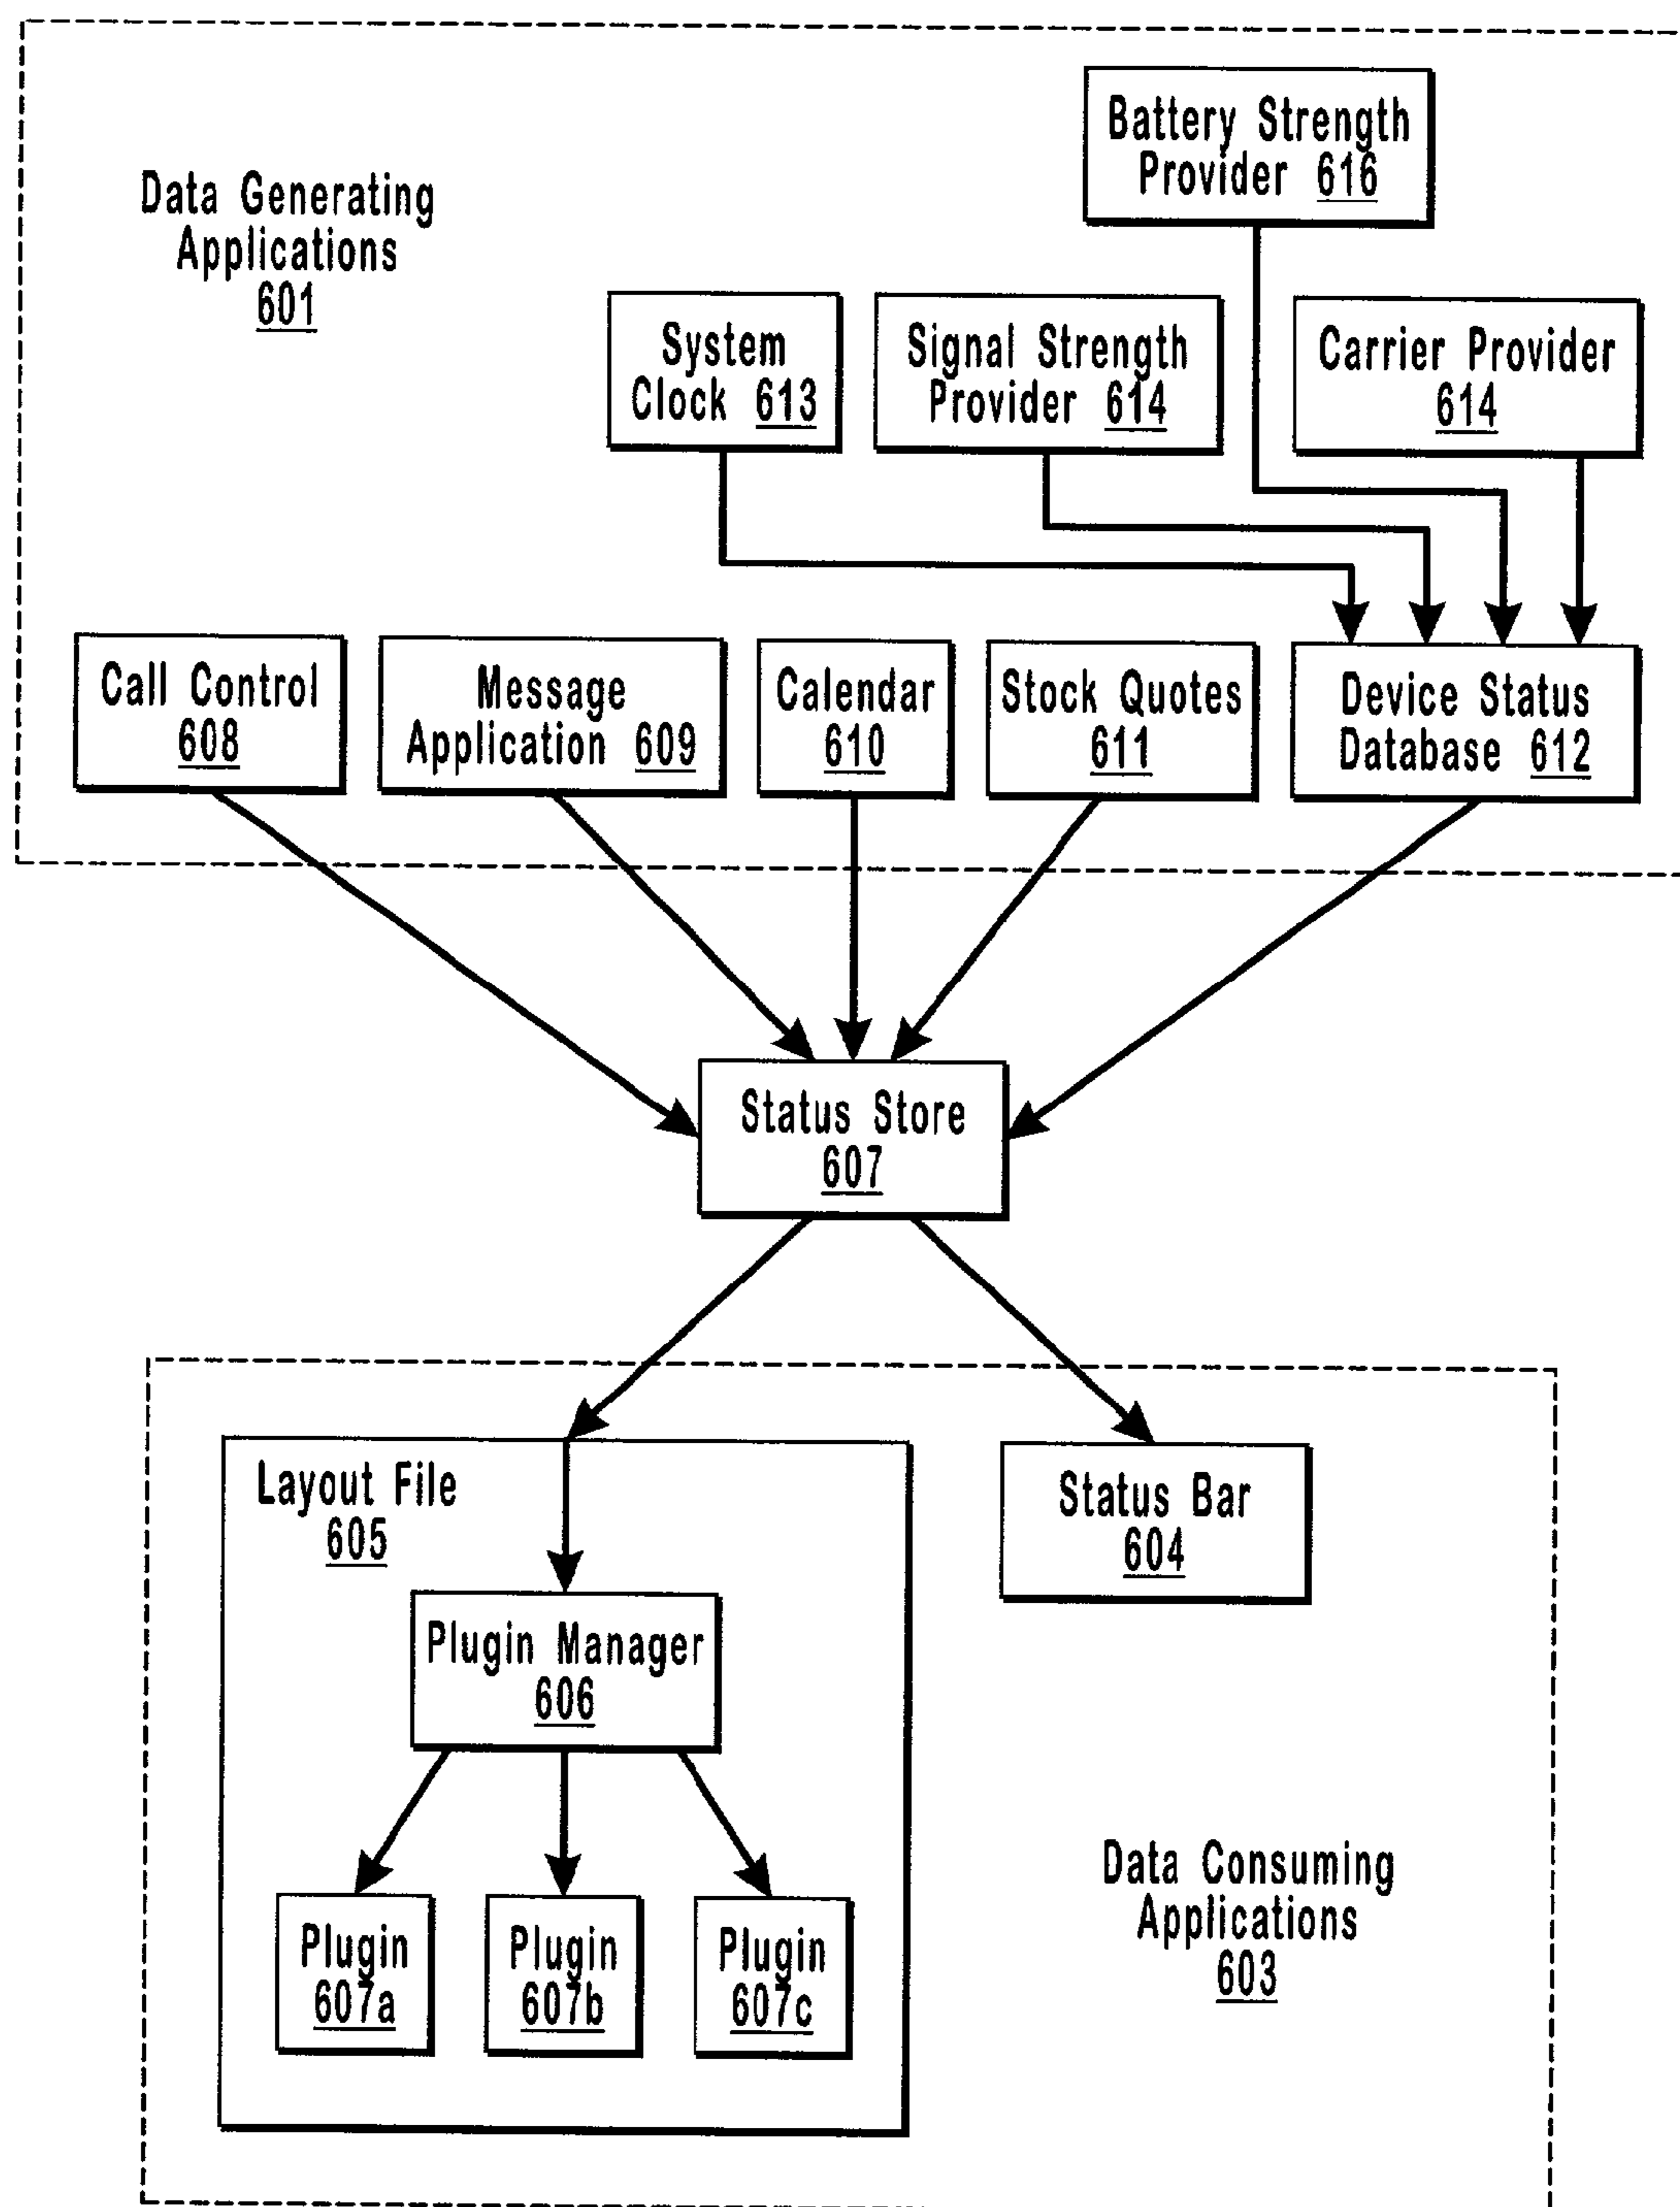 Battery Strength
Provider 616
Data Generating
Applications
601
System
Clock 613
Signal Strength
Provider 614
Carrier Provider
614
Call Control
608
Message
Application 609
Calendar
610
Stock Quotes
611
Device Status
Database 612
Status Store
607
Layout File
605
Status Bar
604
Plugin Manager
606
Plugin
607a
Plugin
607b
Plugin
607c
Data Consuming
Applications
603